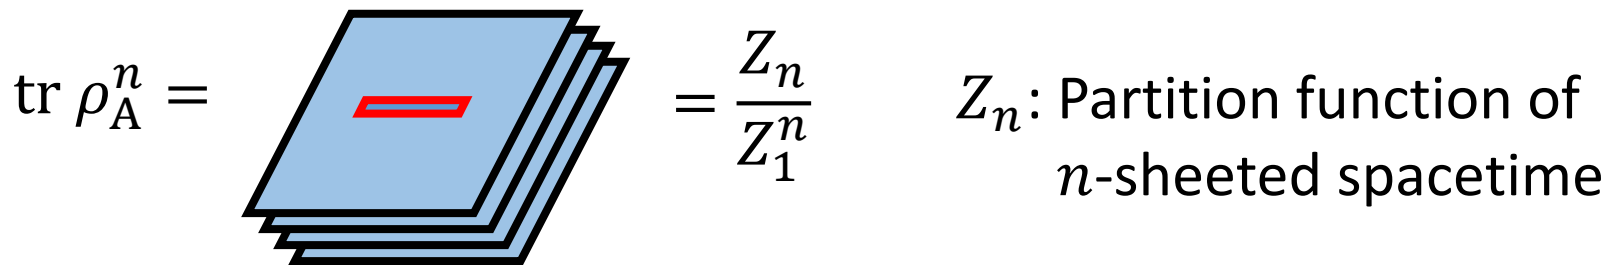 tr ρ_A^n = = Z_n / Z_1^n Z_n: Partition function of
n-sheeted spacetime